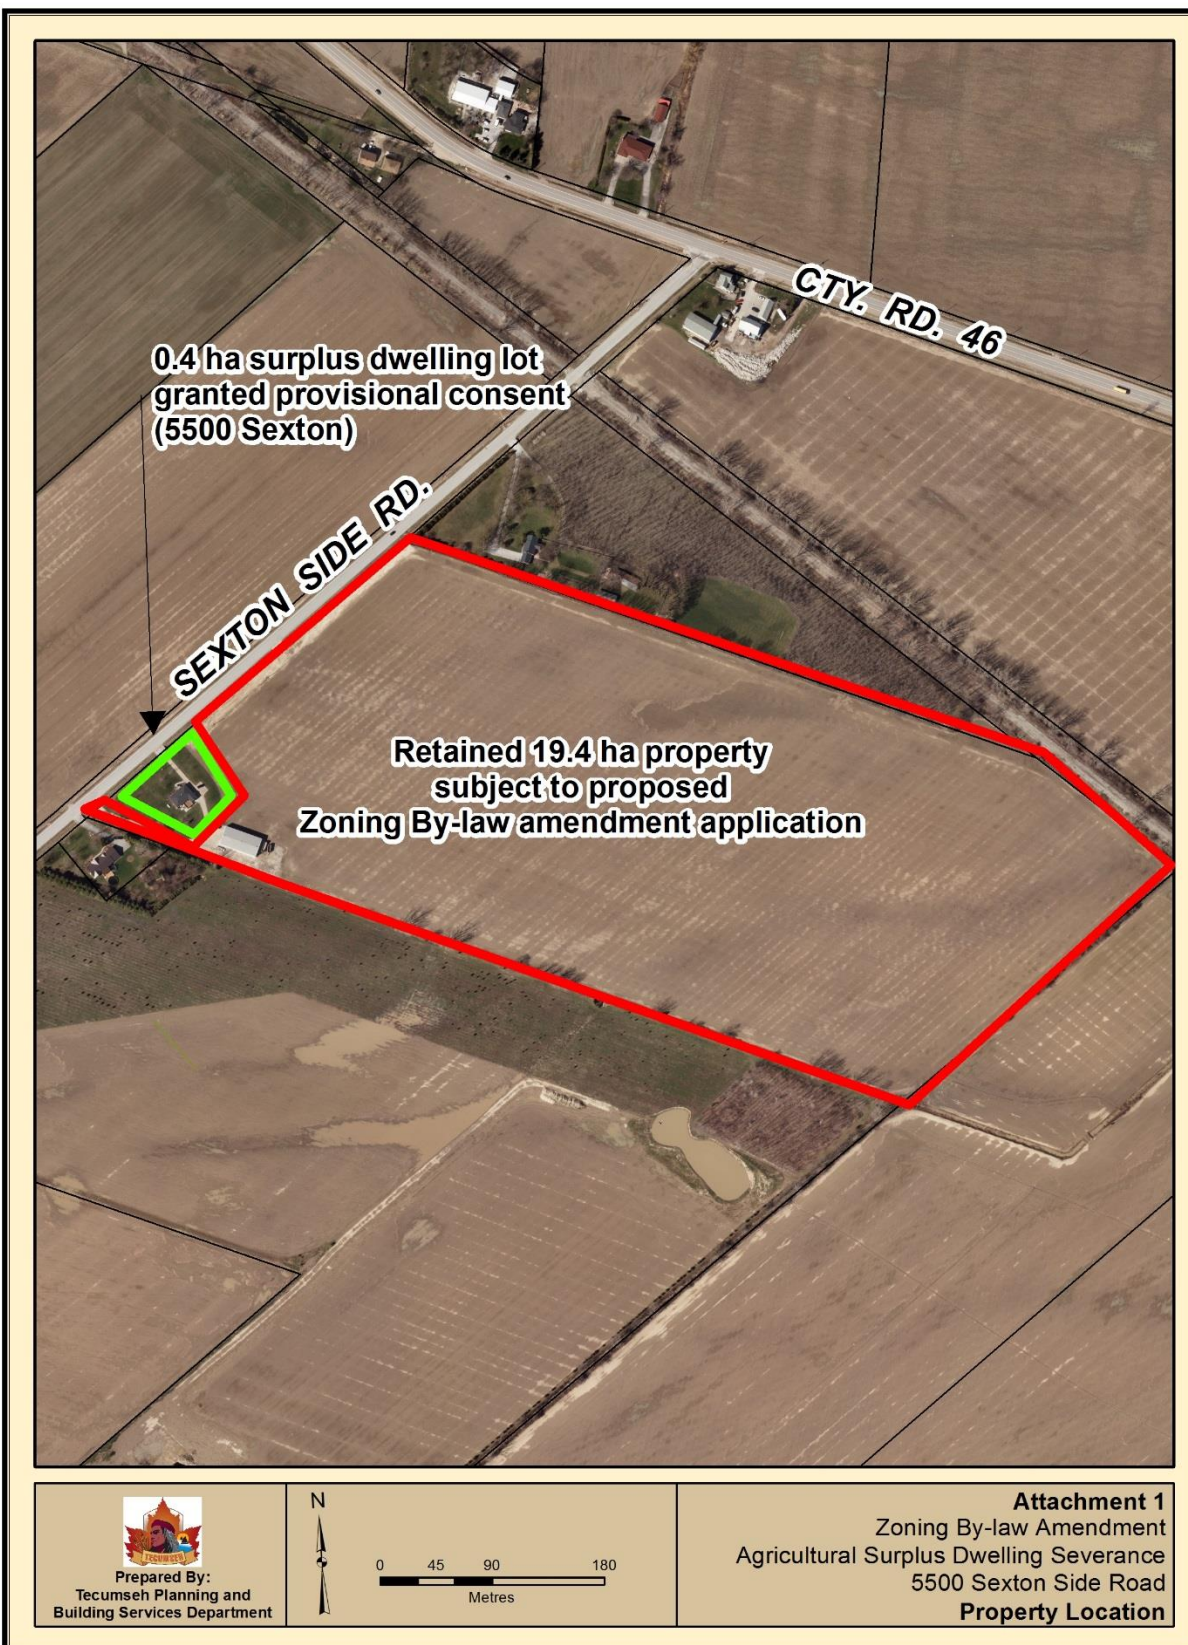 CTY. RD. 46
0.4 ha surplus dwelling lot
granted provisional consent
(5500 Sexton)
SEXTON SIDE RD.
Retained 19.4 ha property
subject to proposed
Zoning By-law amendment application
TECUMSEH
Prepared By:
Tecumseh Planning and
Building Services Department
N
0 45 90 180
Metres
Attachment 1
Zoning By-law Amendment
Agricultural Surplus Dwelling Severance
5500 Sexton Side Road
Property Location